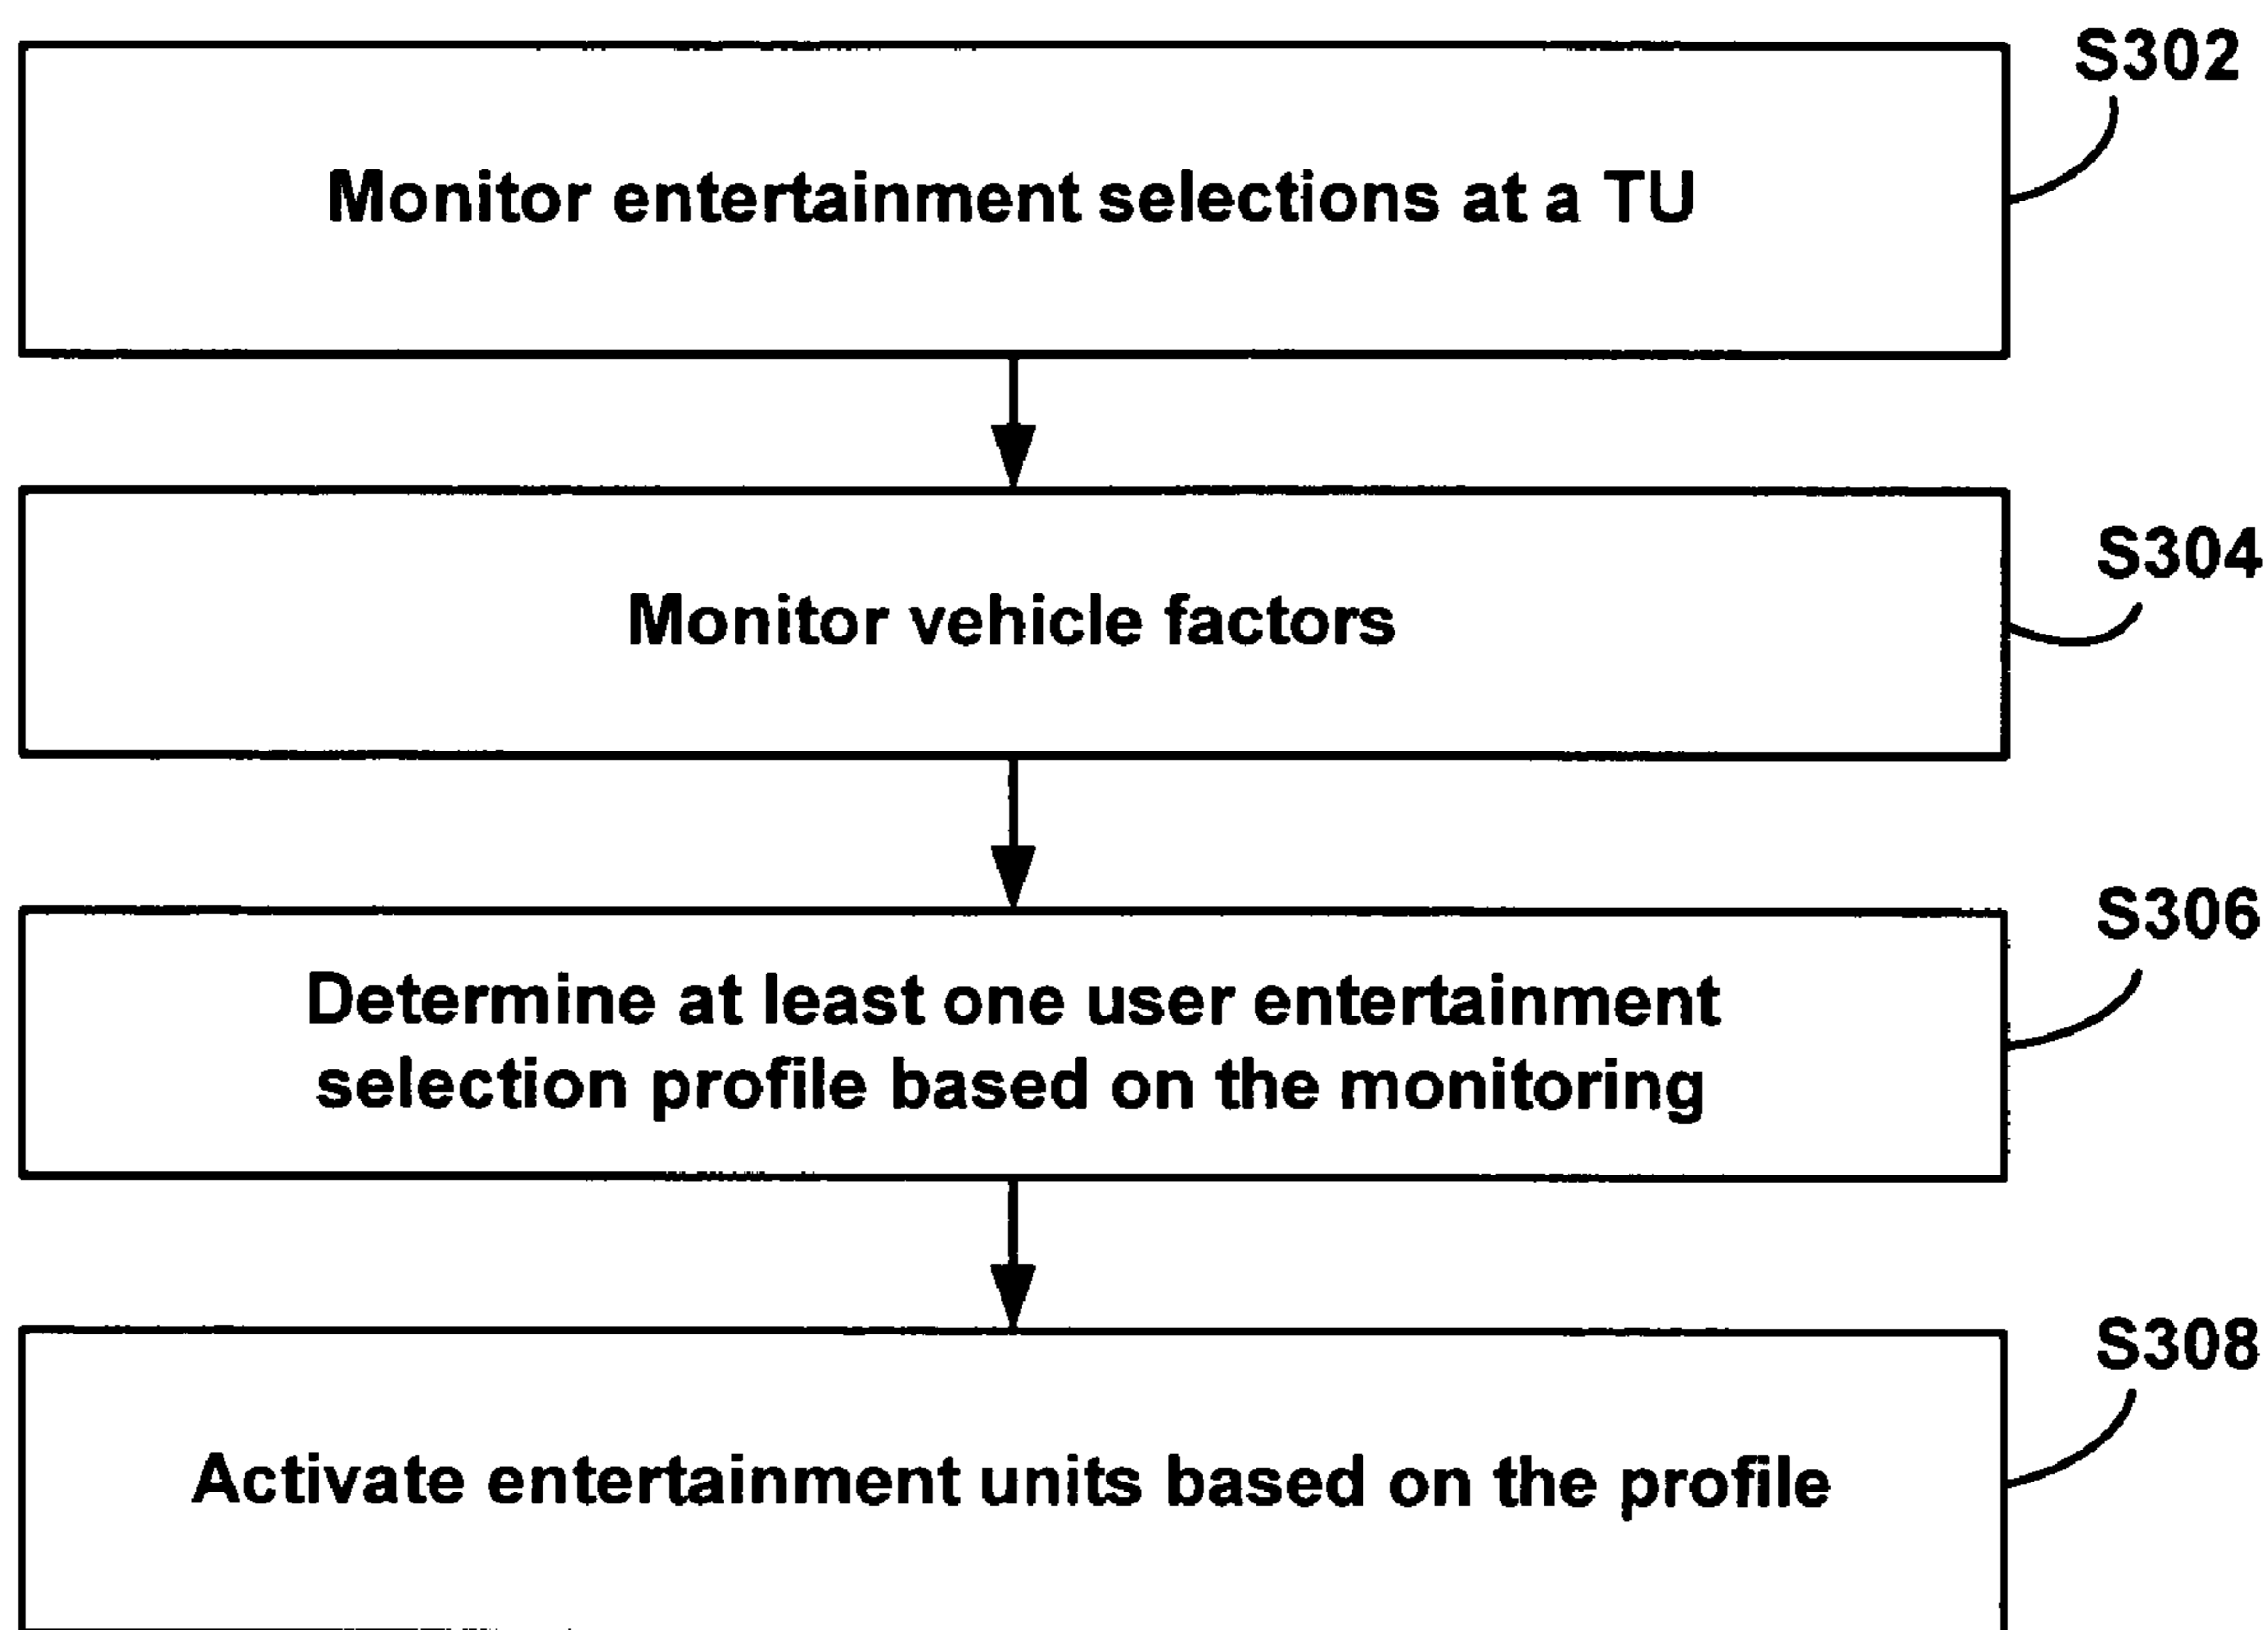 S302
Monitor entertainment selections at a TU
S304
Monitor vehicle factors
S306
Determine at least one user entertainment
selection profile based on the monitoring
S308
Activate entertainment units based on the profile